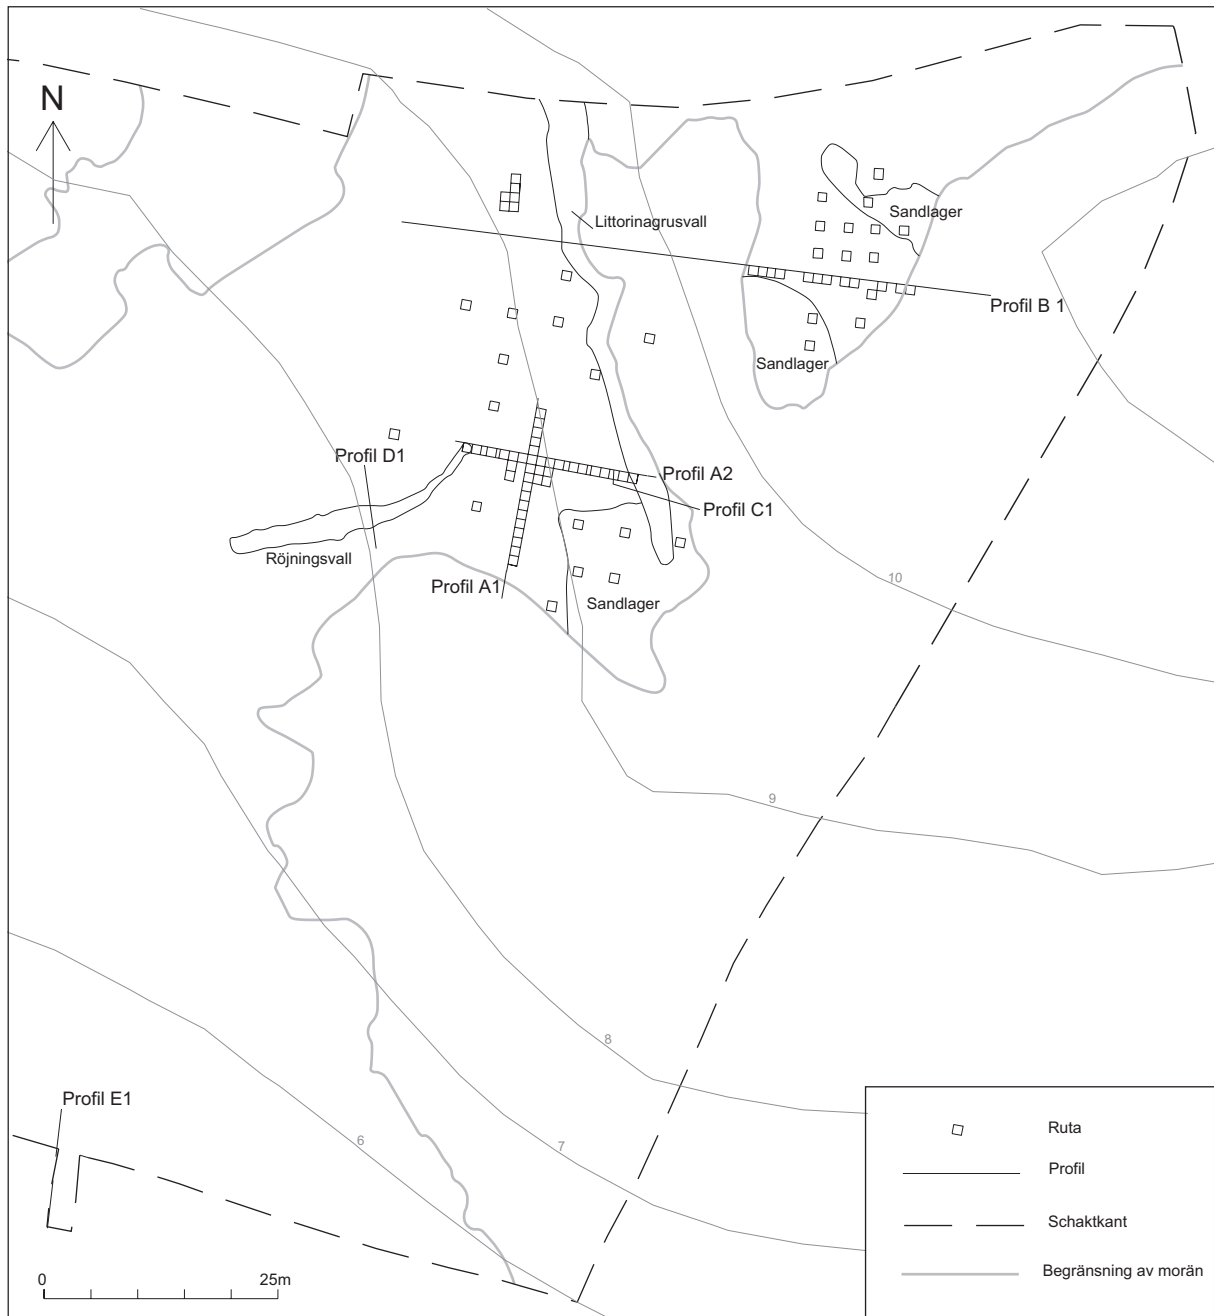 N
Littorinagrusvall
Sandlager
Profil B 1
Sandlager
Profil D1
Profil A2
Profil C1
Röjningsvall
Profil A1
Sandlager
10
9
8
7
6
Profil E1
0 25m
Ruta
Profil
Schaktkant
Begränsning av morän